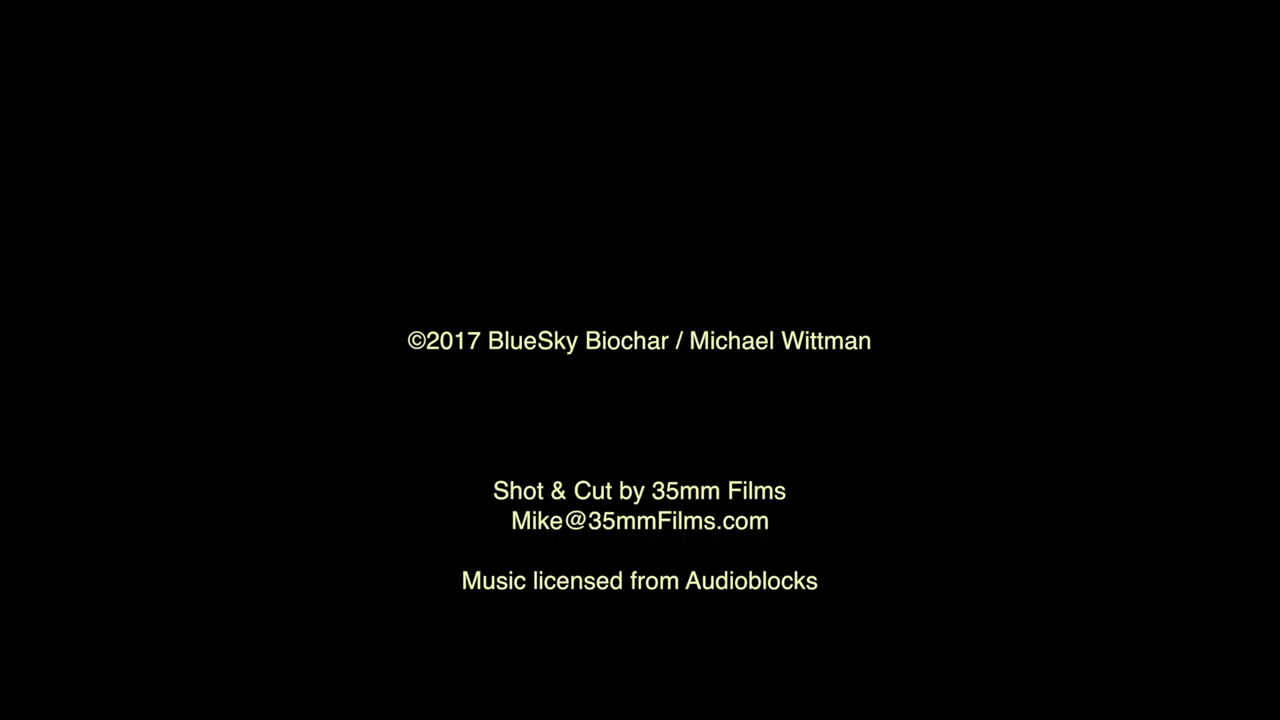 ©2017 BlueSky Biochar / Michael Wittman
Shot & Cut by 35mm Films
Mike@35mmFilms.com
Music licensed from Audioblocks